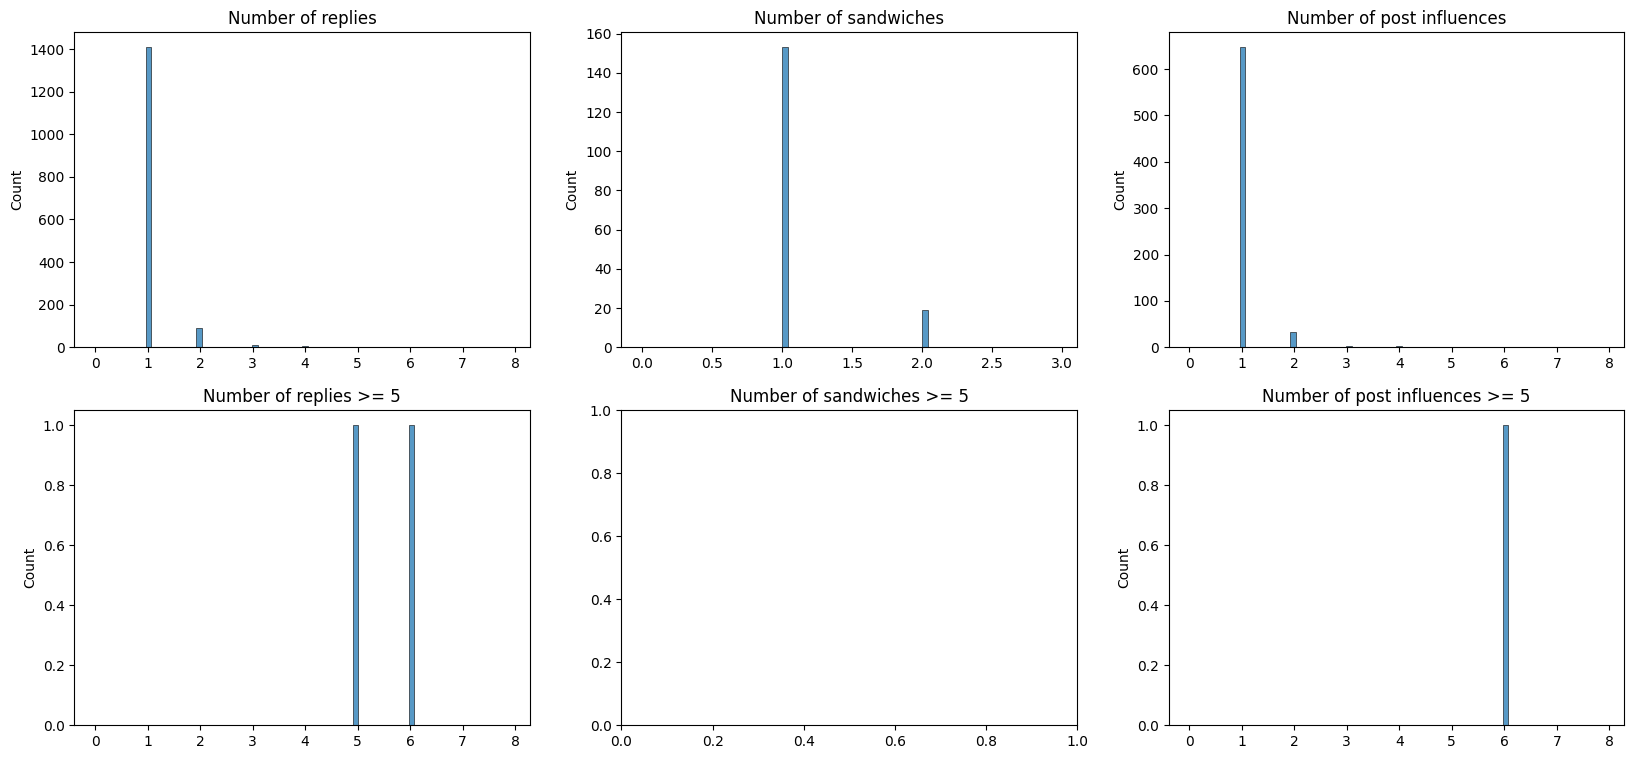 Number of replies
Number of sandwiches
Number of post influences
Count
1400
1200
1000
800
600
400
200
0
0 1 2 3 4 5 6 7 8
Count
160
140
120
100
80
60
40
20
0
0.0 0.5 1.0 1.5 2.0 2.5 3.0
Count
600
500
400
300
200
100
0
0 1 2 3 4 5 6 7 8
Number of replies >= 5
Number of sandwiches >= 5
Number of post influences >= 5
Count
1.0
0.8
0.6
0.4
0.2
0.0
0 1 2 3 4 5 6 7 8
1.0
0.8
0.6
0.4
0.2
0.0
0.0 0.2 0.4 0.6 0.8 1.0
Count
1.0
0.8
0.6
0.4
0.2
0.0
0 1 2 3 4 5 6 7 8